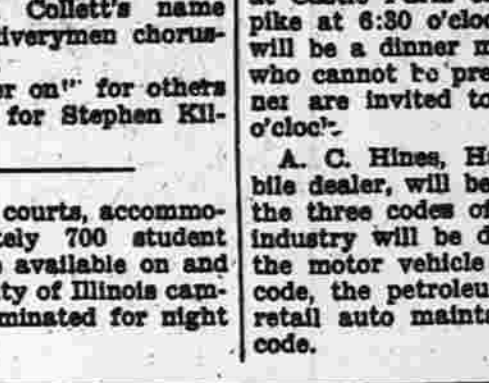 Collett's name
iverymen chorus-
er on" for others
for Stephen Kil-
courts, accommo-
tely 700 student
available on and
ty of Illinois cam-
minated for night
pike at 6:30 o'cloc
will be a dinner m
who cannot be pre
ner are invited to
o'clock.
A. C. Hines, H
bile dealer, will be
the three codes of
industry will be d
the motor vehicle
code, the petroleu
retail auto mainta
code.